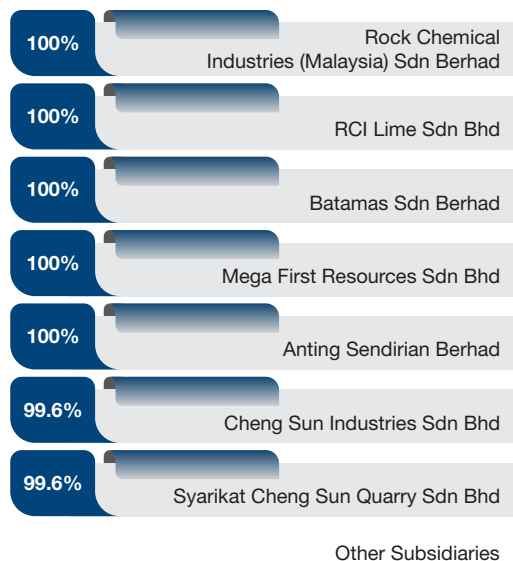 100%
Rock Chemical
Industries (Malaysia) Sdn Berhad
100%
RCI Lime Sdn Bhd
100%
Batamas Sdn Berhad
100%
Mega First Resources Sdn Bhd
100%
Anting Sendirian Berhad
99.6%
Cheng Sun Industries Sdn Bhd
99.6%
Syarikat Cheng Sun Quarry Sdn Bhd
Other Subsidiaries